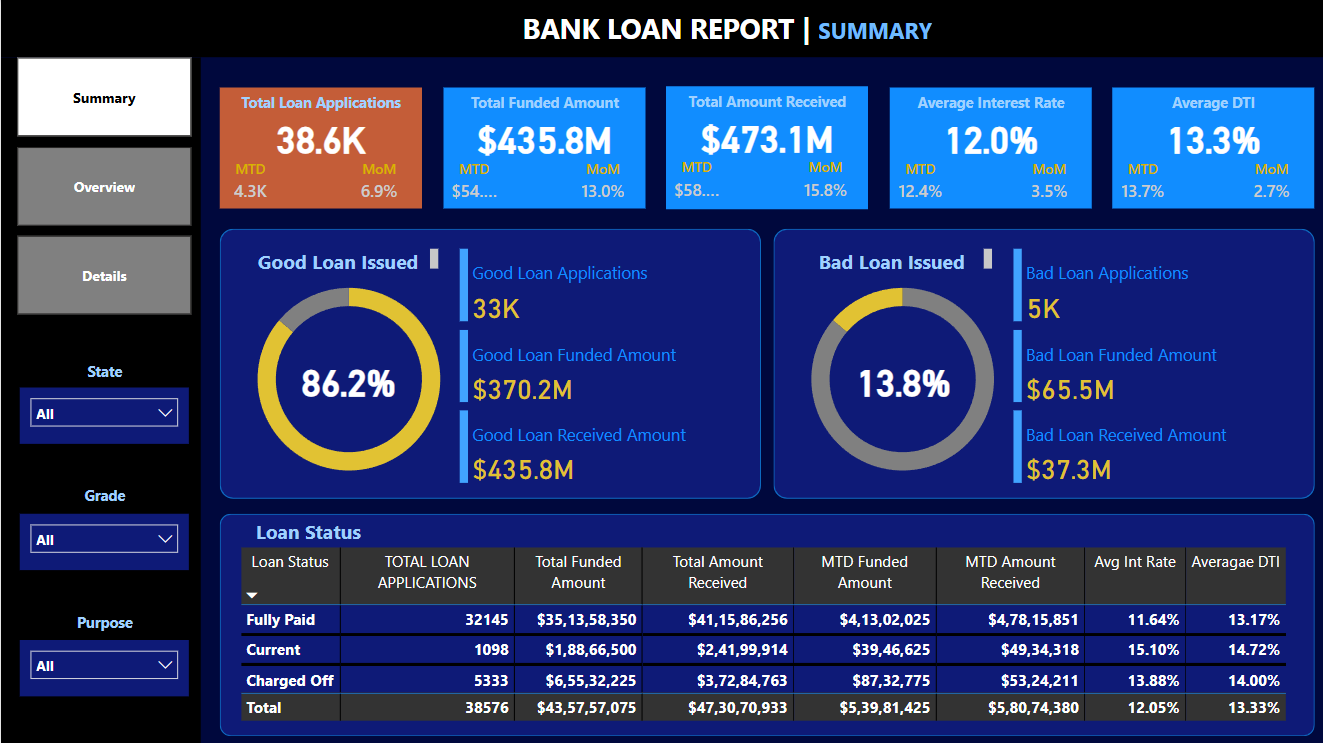 BANK LOAN REPORT | SUMMARY
Summary
Overview
Details
State
All
Grade
All
Purpose
All
Total Loan Applications
38.6K
MTD MoM
4.3K 6.9%
Total Funded Amount
$435.8M
MTD MoM
$54.... 13.0%
Total Amount Received
$473.1M
MTD MoM
$58.... 15.8%
Average Interest Rate
12.0%
MTD MoM
12.4% 3.5%
Average DTI
13.3%
MTD MoM
13.7% 2.7%
Good Loan Issued
86.2%
Good Loan Applications
33K
Good Loan Funded Amount
$370.2M
Good Loan Received Amount
$435.8M
Bad Loan Issued
13.8%
Bad Loan Applications
5K
Bad Loan Funded Amount
$65.5M
Bad Loan Received Amount
$37.3M
Loan Status
Loan Status TOTAL LOAN Total Funded Total Amount MTD Funded MTD Amount Avg Int Rate Averagae DTI
APPLICATIONS Amount Received Amount Received
Fully Paid 32145 $35,13,58,350 $41,15,86,256 $4,13,02,025 $4,78,15,851 11.64% 13.17%
Current 1098 $1,88,66,500 $2,41,99,914 $39,46,625 $49,34,318 15.10% 14.72%
Charged Off 5333 $6,55,32,225 $3,72,84,763 $87,32,775 $53,24,211 13.88% 14.00%
Total 38576 $43,57,57,075 $47,30,70,933 $5,39,81,425 $5,80,74,380 12.05% 13.33%